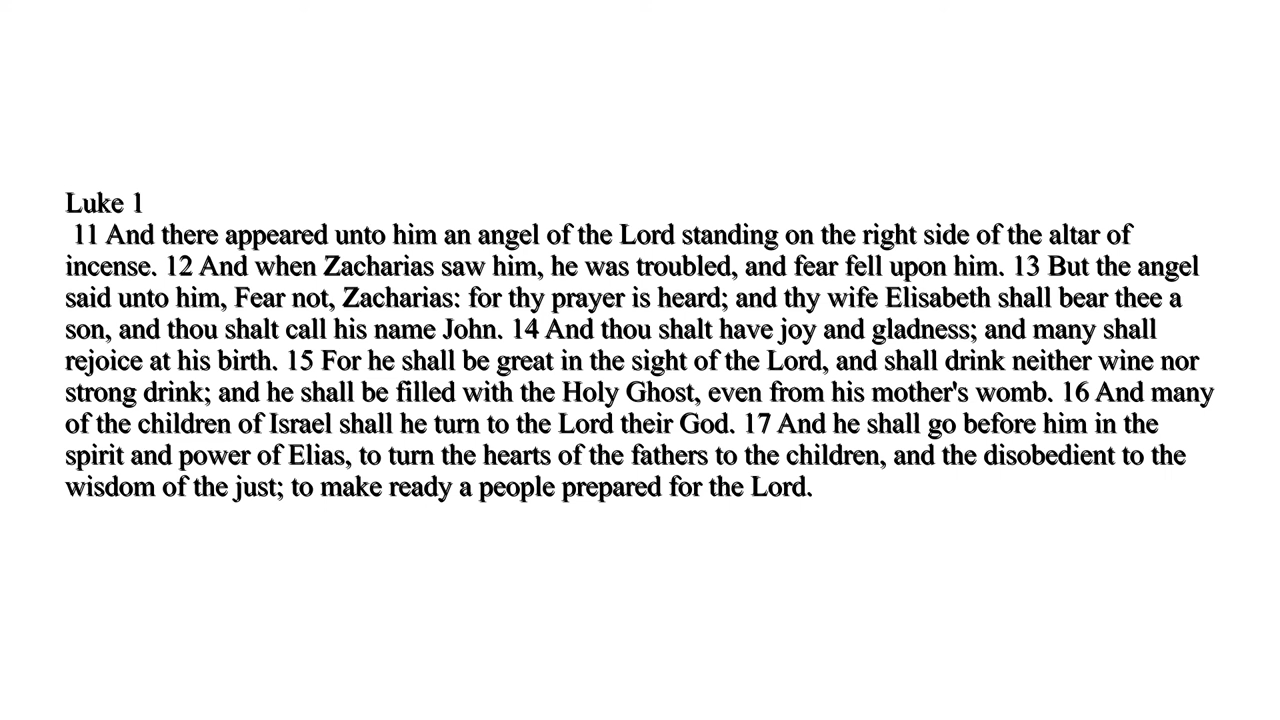 Luke 1
11 And there appeared unto him an angel of the Lord standing on the right side of the altar of
incense. 12 And when Zacharias saw him, he was troubled, and fear fell upon him. 13 But the angel
said unto him, Fear not, Zacharias: for thy prayer is heard; and thy wife Elisabeth shall bear thee a
son, and thou shalt call his name John. 14 And thou shalt have joy and gladness; and many shall
rejoice at his birth. 15 For he shall be great in the sight of the Lord, and shall drink neither wine nor
strong drink; and he shall be filled with the Holy Ghost, even from his mother's womb. 16 And many
of the children of Israel shall he turn to the Lord their God. 17 And he shall go before him in the
spirit and power of Elias, to turn the hearts of the fathers to the children, and the disobedient to the
wisdom of the just; to make ready a people prepared for the Lord.